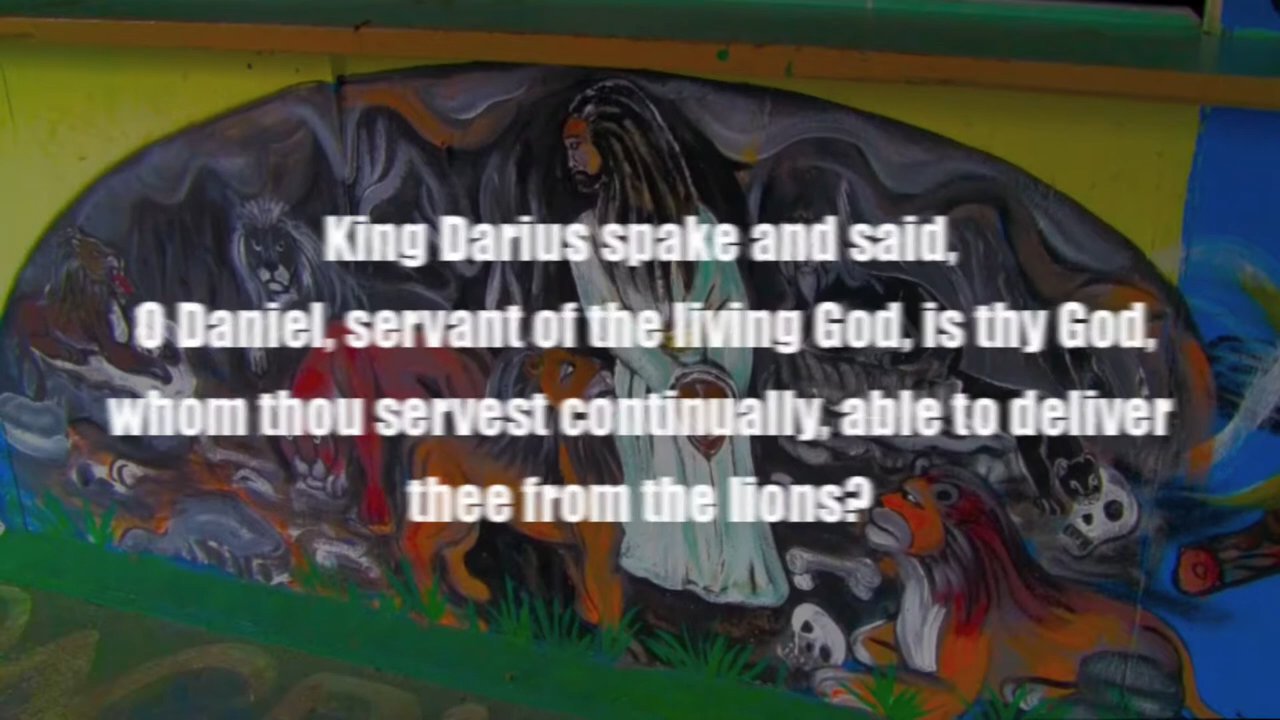 King Darius spake and said,
O Daniel, servant of the living God, is thy God,
whom thou servest continually, able to deliver
thee from the lions?